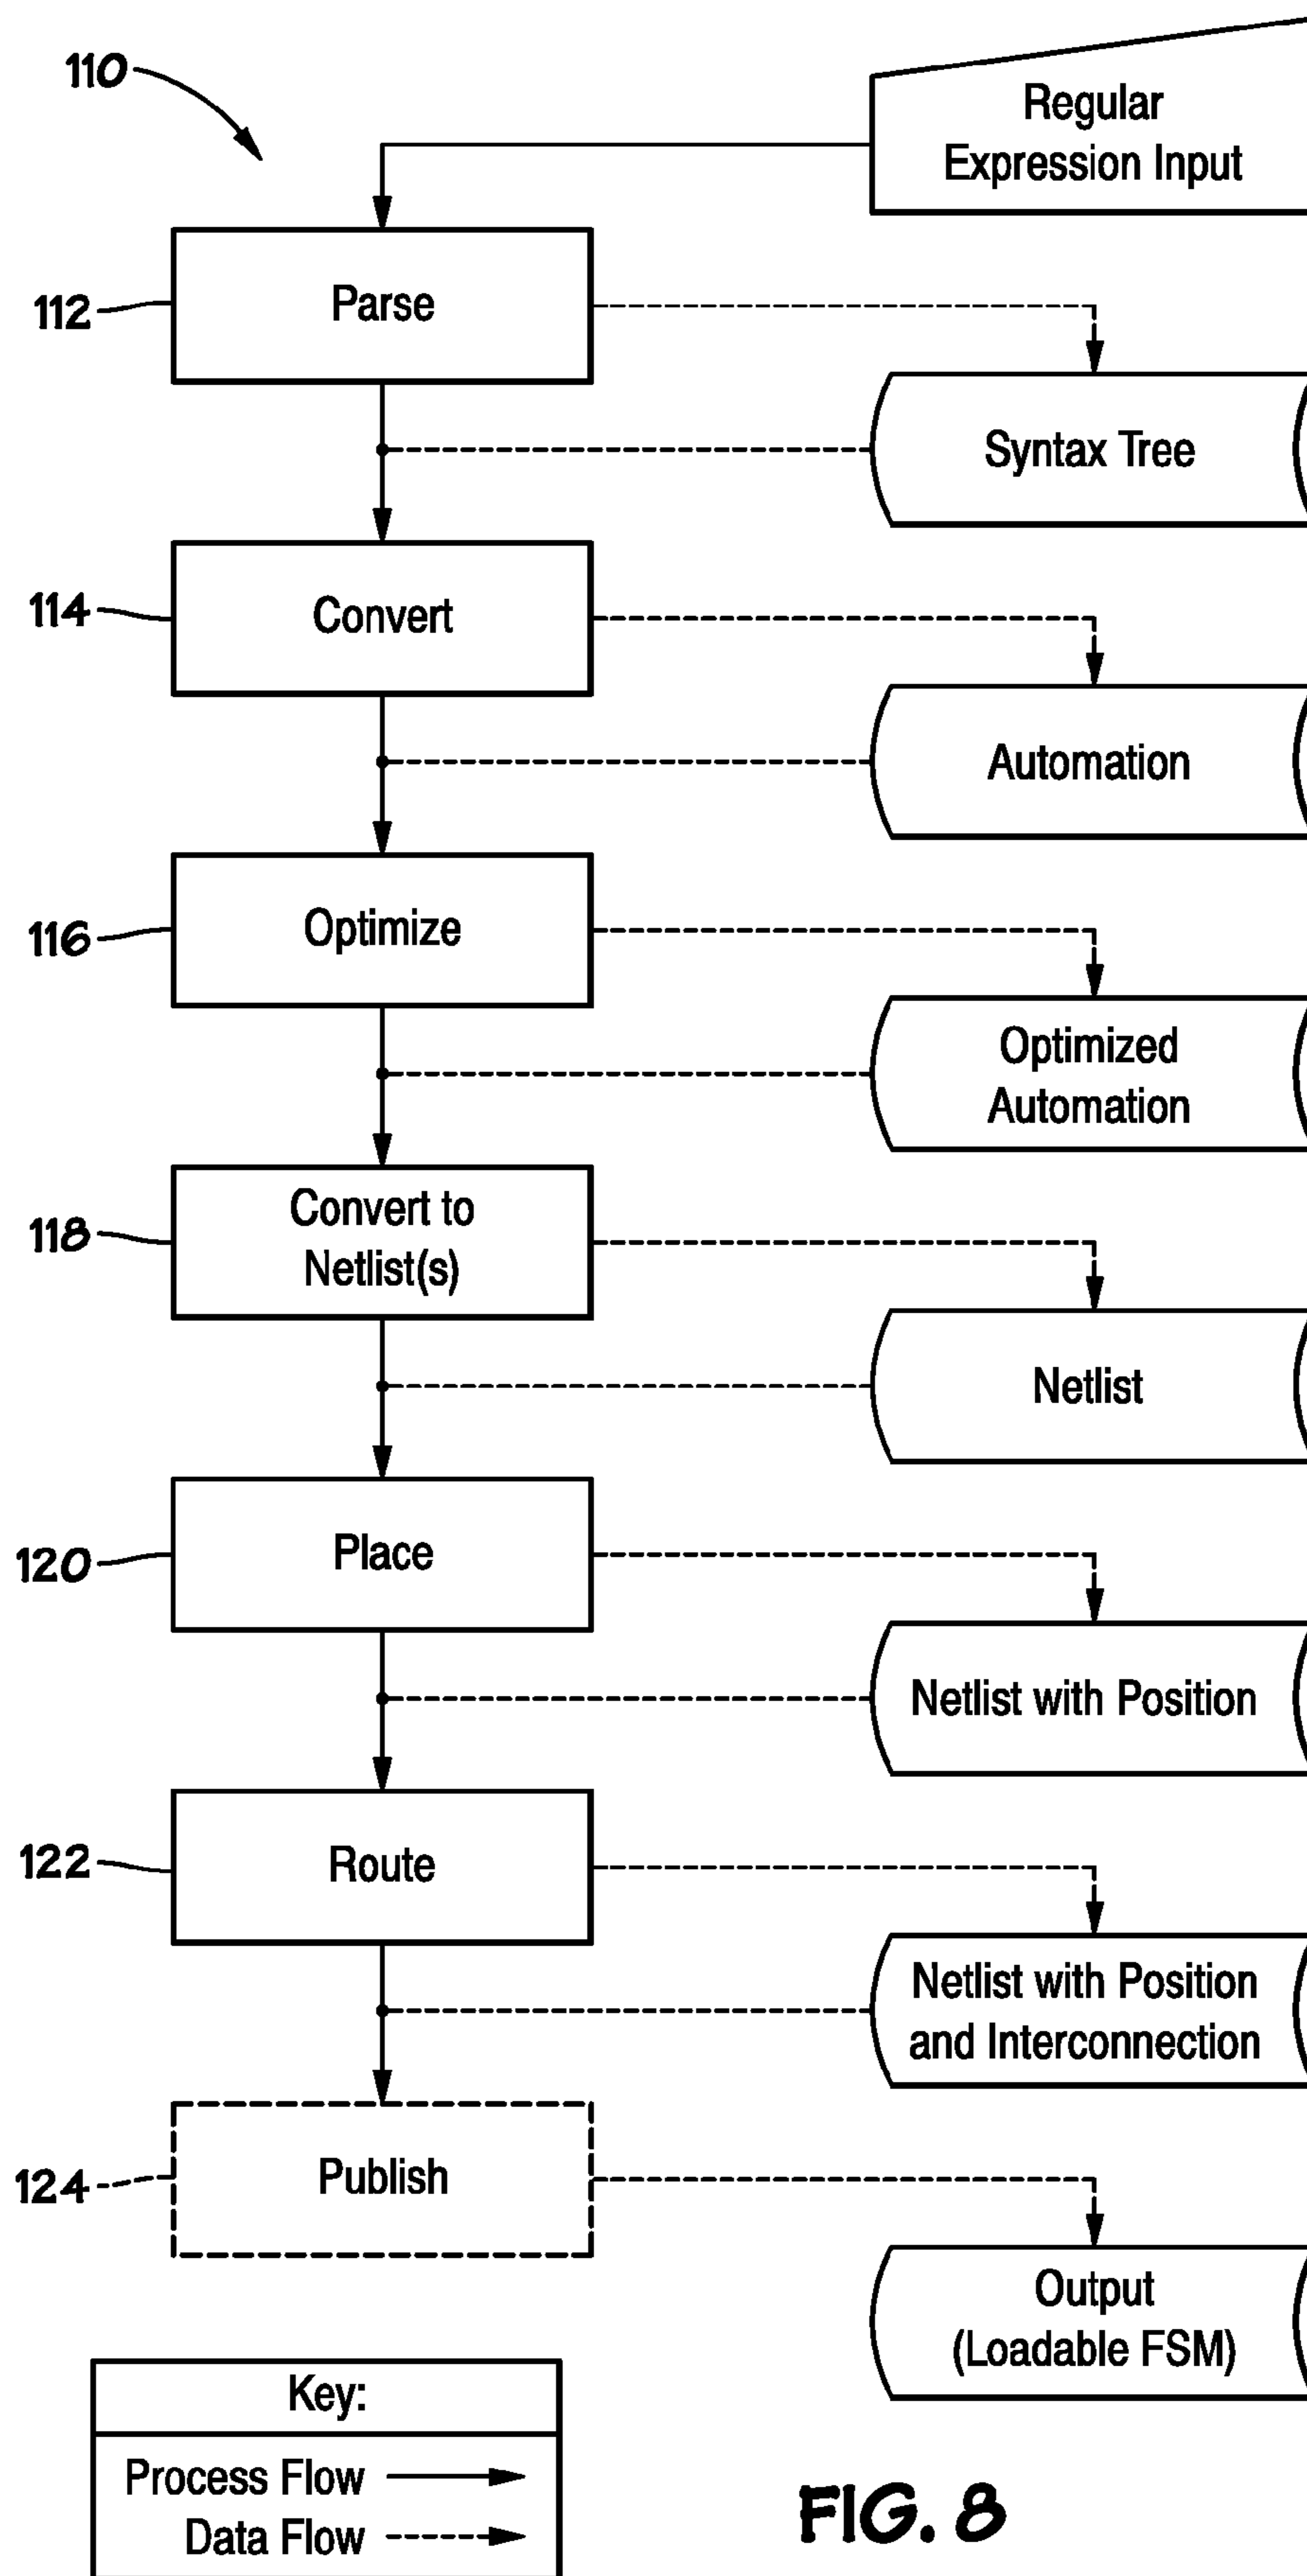 110
Regular
Expression Input
112
Parse
Syntax Tree
114
Convert
Automation
116
Optimize
Optimized
Automation
118
Convert to
Netlist(s)
Netlist
120
Place
Netlist with Position
122
Route
Netlist with Position
and Interconnection
124
Publish
Output
(Loadable FSM)
Key:
Process Flow
Data Flow
FIG. 8